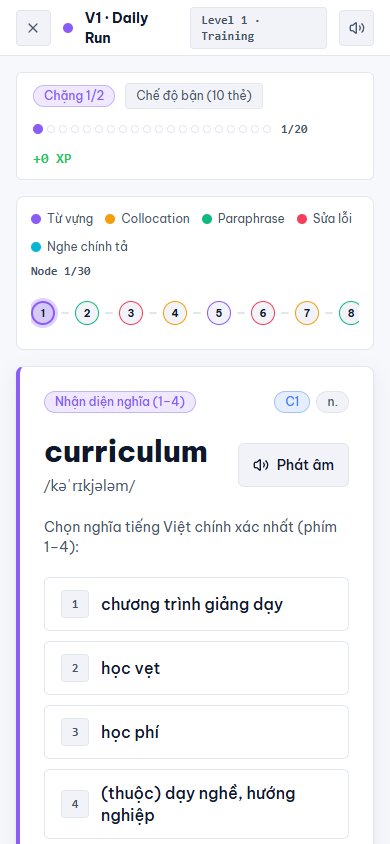 V1 · Daily
Run
Level 1 ·
Training
Chặng 1/2
Chế độ bận (10 thẻ)
1/20
+0 XP
Từ vựng
Collocation
Paraphrase
Sửa lỗi
Nghe chính tả
Node 1/30
1 2 3 4 5 6 7 8
Nhận diện nghĩa (1–4)
C1
n.
curriculum
Phát âm
/kəˈrɪkjələm/
Chọn nghĩa tiếng Việt chính xác nhất (phím
1–4):
1 chương trình giảng dạy
2 học vẹt
3 học phí
4 (thuộc) dạy nghề, hướng
nghiệp